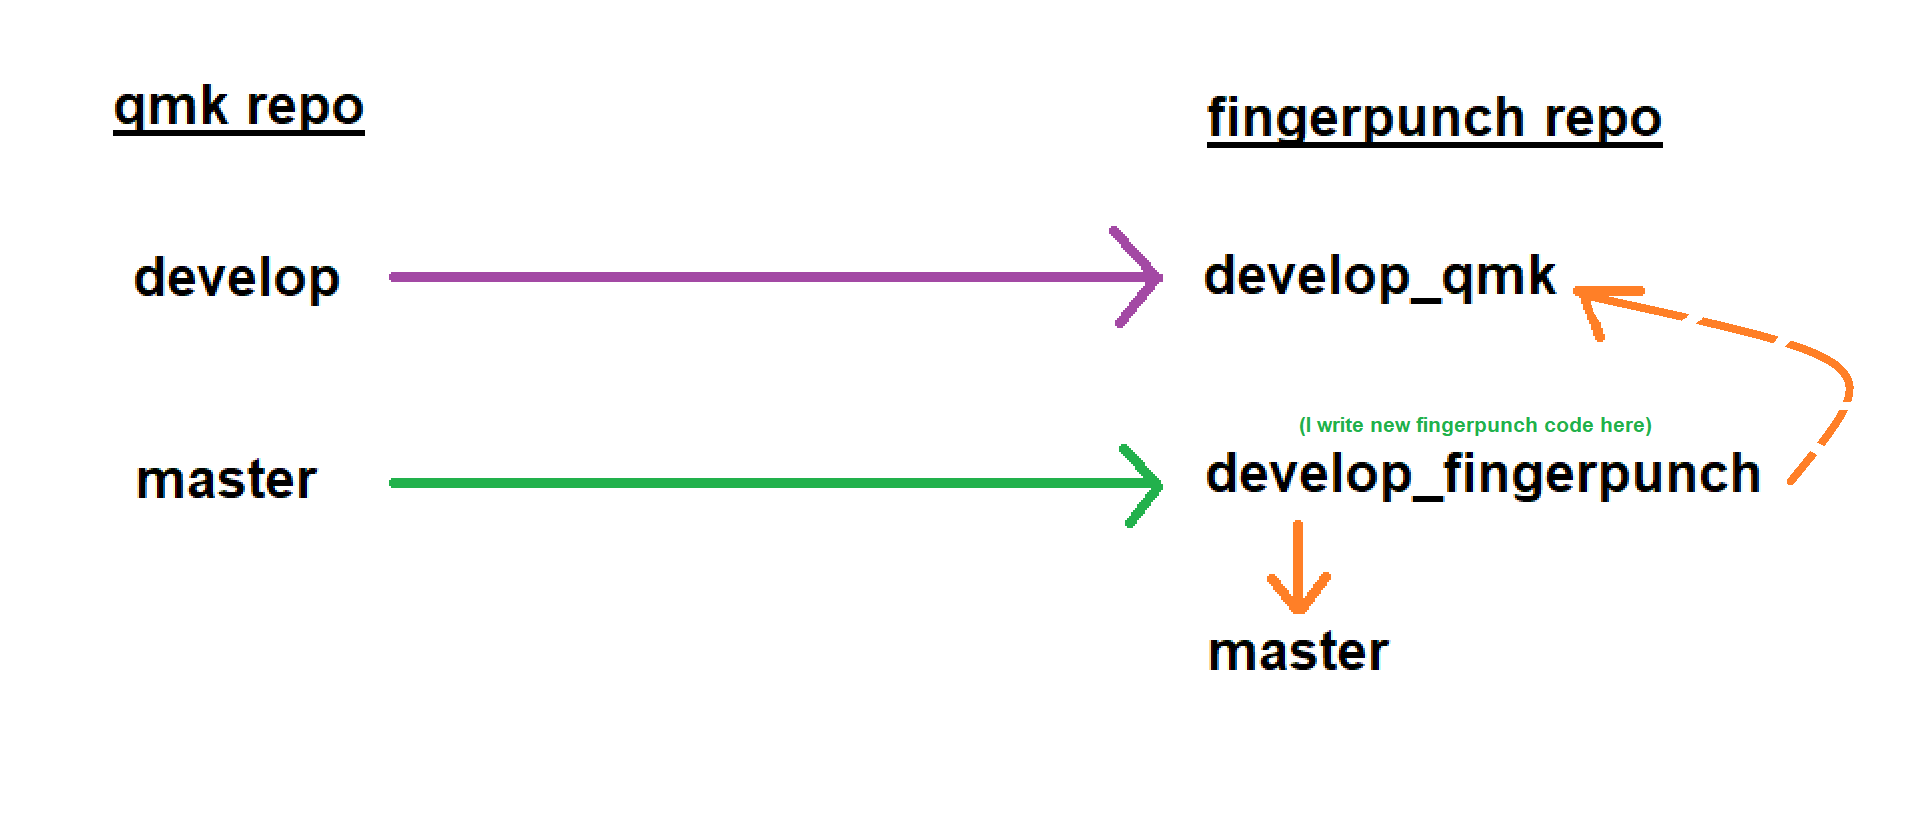 qmk repo
fingerpunch repo
develop
develop_qmk
(I write new fingerpunch code here)
master
develop_fingerpunch
master